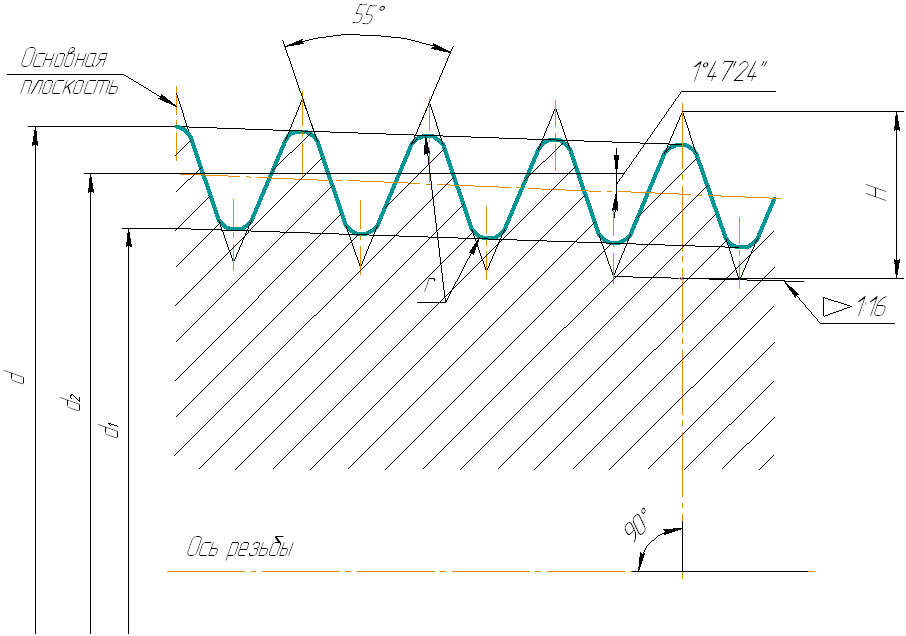 55°
Основная
плоскость
1°47'24"
H
r
1:16
d
d₂
d₁
90°
Ось резьбы